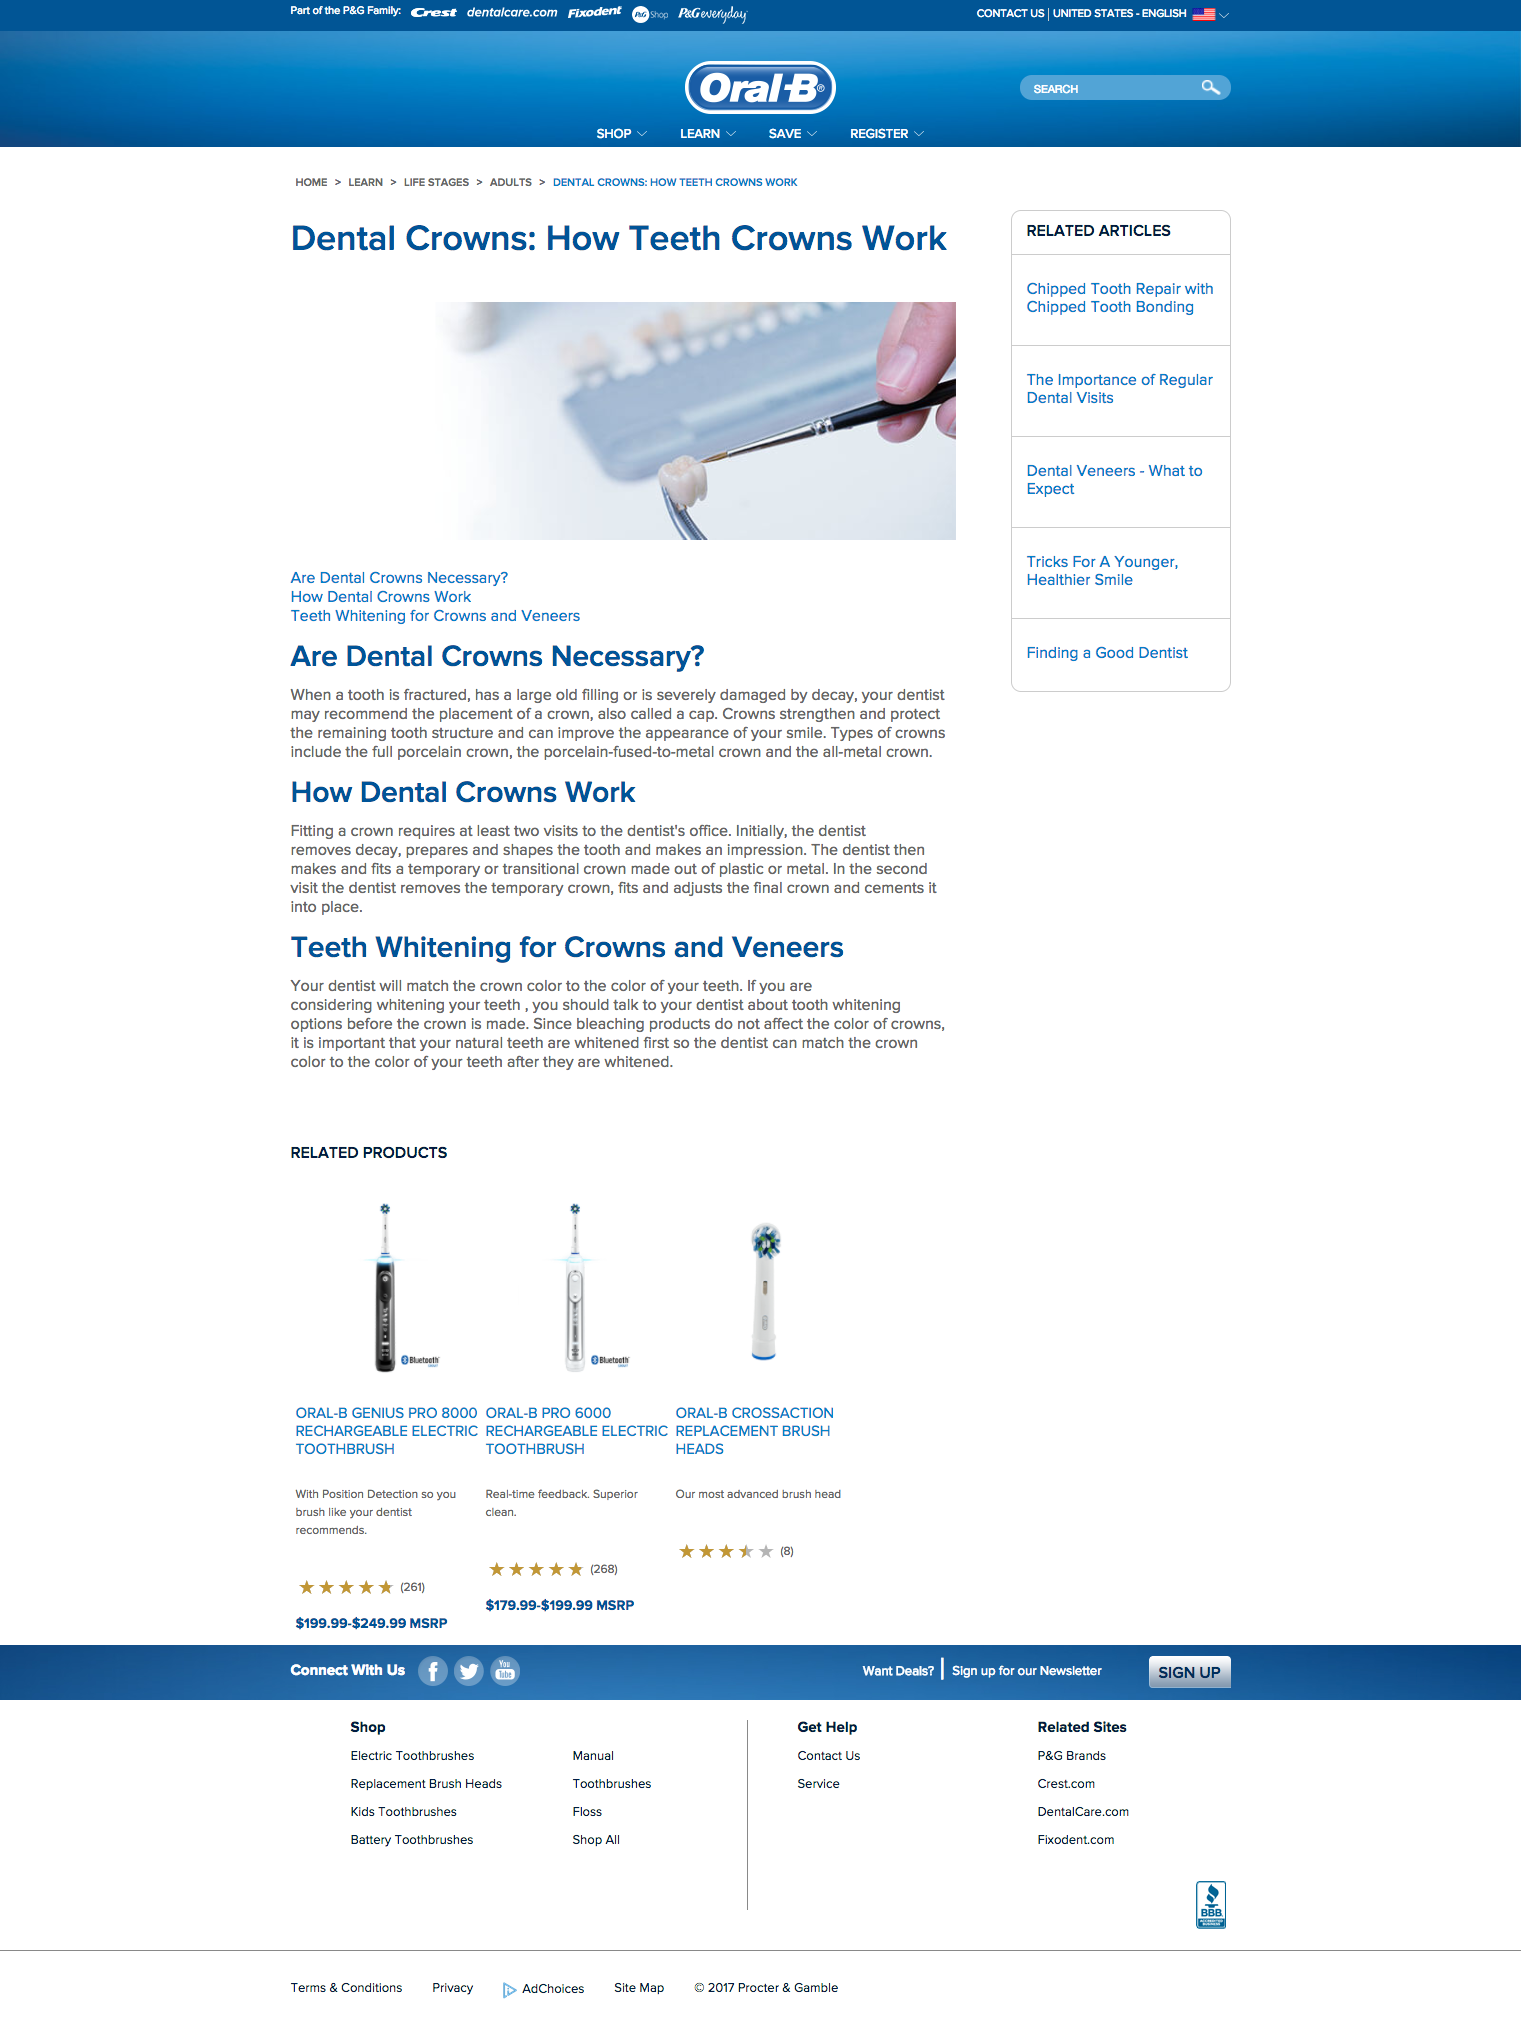 Part of the P&G Family: Crest dentalcare.com Fixodent P&G Shop P&G everyday
CONTACT US | UNITED STATES - ENGLISH
Oral-B®
SEARCH
SHOP LEARN SAVE REGISTER
HOME > LEARN > LIFE STAGES > ADULTS > DENTAL CROWNS: HOW TEETH CROWNS WORK
Dental Crowns: How Teeth Crowns Work
Are Dental Crowns Necessary?
How Dental Crowns Work
Teeth Whitening for Crowns and Veneers
Are Dental Crowns Necessary?
When a tooth is fractured, has a large old filling or is severely damaged by decay, your dentist
may recommend the placement of a crown, also called a cap. Crowns strengthen and protect
the remaining tooth structure and can improve the appearance of your smile. Types of crowns
include the full porcelain crown, the porcelain-fused-to-metal crown and the all-metal crown.
How Dental Crowns Work
Fitting a crown requires at least two visits to the dentist's office. Initially, the dentist
removes decay, prepares and shapes the tooth and makes an impression. The dentist then
makes and fits a temporary or transitional crown made out of plastic or metal. In the second
visit the dentist removes the temporary crown, fits and adjusts the final crown and cements it
into place.
Teeth Whitening for Crowns and Veneers
Your dentist will match the crown color to the color of your teeth. If you are
considering whitening your teeth , you should talk to your dentist about tooth whitening
options before the crown is made. Since bleaching products do not affect the color of crowns,
it is important that your natural teeth are whitened first so the dentist can match the crown
color to the color of your teeth after they are whitened.
RELATED ARTICLES
Chipped Tooth Repair with
Chipped Tooth Bonding
The Importance of Regular
Dental Visits
Dental Veneers - What to
Expect
Tricks For A Younger,
Healthier Smile
Finding a Good Dentist
RELATED PRODUCTS
Bluetooth
ORAL-B GENIUS PRO 8000
RECHARGEABLE ELECTRIC
TOOTHBRUSH
With Position Detection so you
brush like your dentist
recommends.
(261)
$199.99-$249.99 MSRP
Bluetooth
ORAL-B PRO 6000
RECHARGEABLE ELECTRIC
TOOTHBRUSH
Real-time feedback. Superior
clean.
(268)
$179.99-$199.99 MSRP
ORAL-B CROSSACTION
REPLACEMENT BRUSH
HEADS
Our most advanced brush head
(8)
Connect With Us
You
Tube
Want Deals? | Sign up for our Newsletter
SIGN UP
Shop
Electric Toothbrushes
Replacement Brush Heads
Kids Toothbrushes
Battery Toothbrushes
Manual
Toothbrushes
Floss
Shop All
Get Help
Contact Us
Service
Related Sites
P&G Brands
Crest.com
DentalCare.com
Fixodent.com
BBB
ACCREDITED
BUSINESS
Terms & Conditions Privacy AdChoices Site Map © 2017 Procter & Gamble